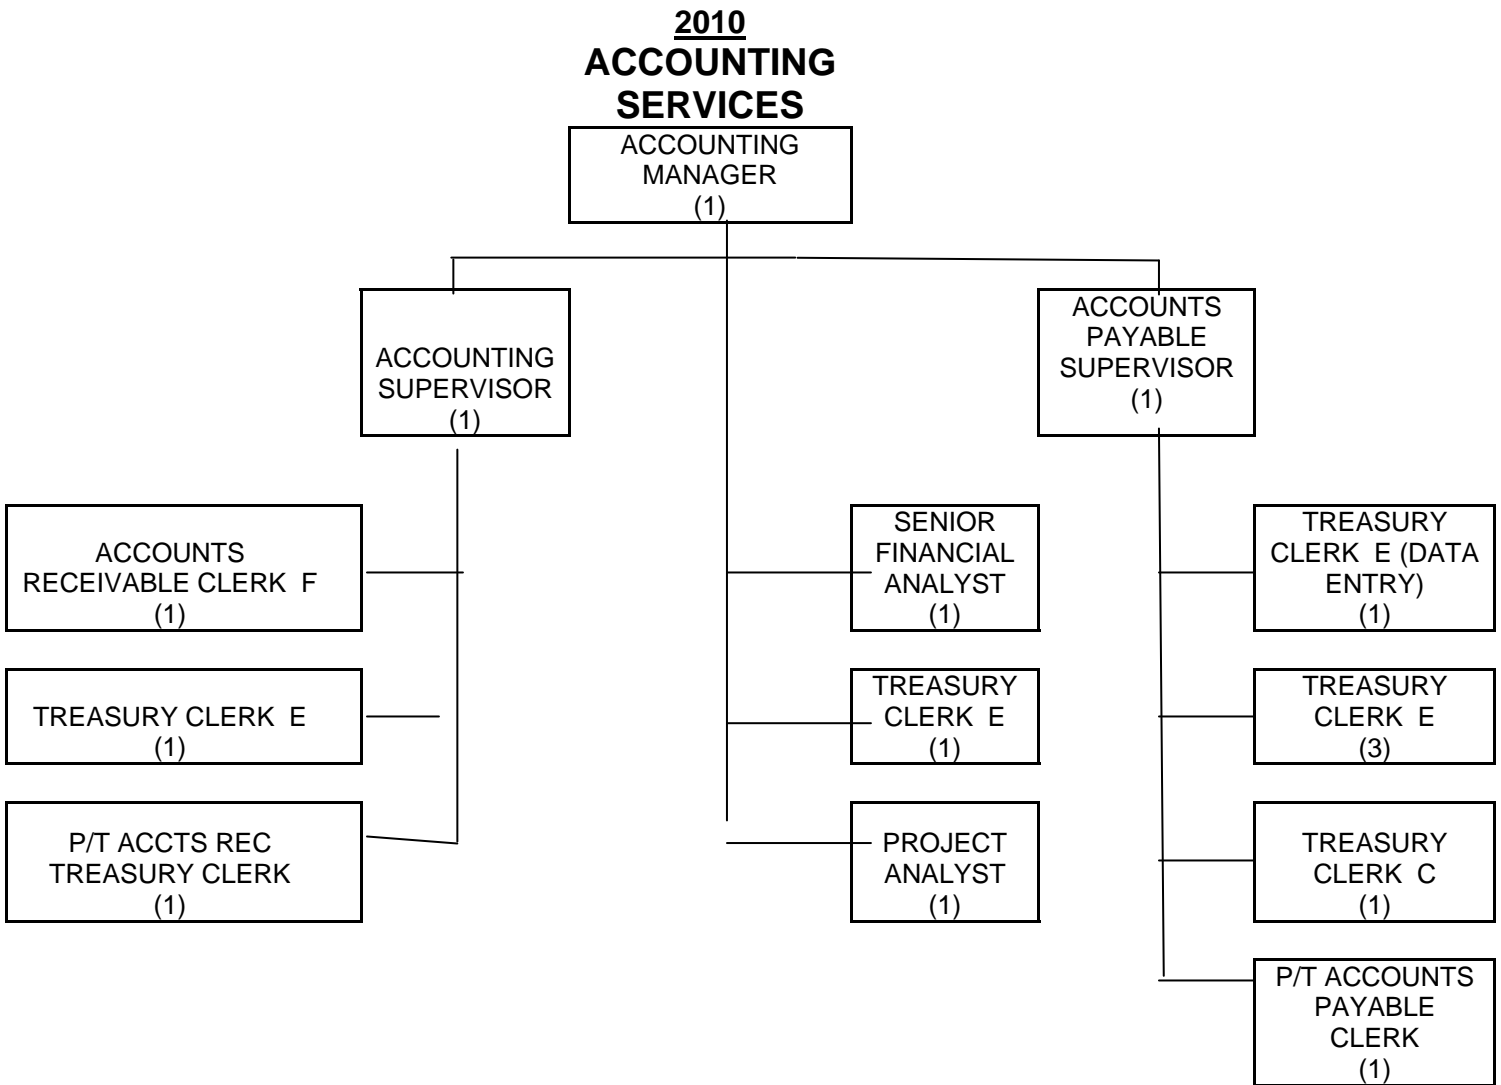 2010
ACCOUNTING
SERVICES
ACCOUNTING
MANAGER
(1)
ACCOUNTING
SUPERVISOR
(1)
ACCOUNTS
PAYABLE
SUPERVISOR
(1)
ACCOUNTS
RECEIVABLE CLERK F
(1)
SENIOR
FINANCIAL
ANALYST
(1)
TREASURY
CLERK E (DATA
ENTRY)
(1)
TREASURY CLERK E
(1)
TREASURY
CLERK E
(1)
TREASURY
CLERK E
(3)
P/T ACCTS REC
TREASURY CLERK
(1)
PROJECT
ANALYST
(1)
TREASURY
CLERK C
(1)
P/T ACCOUNTS
PAYABLE
CLERK
(1)